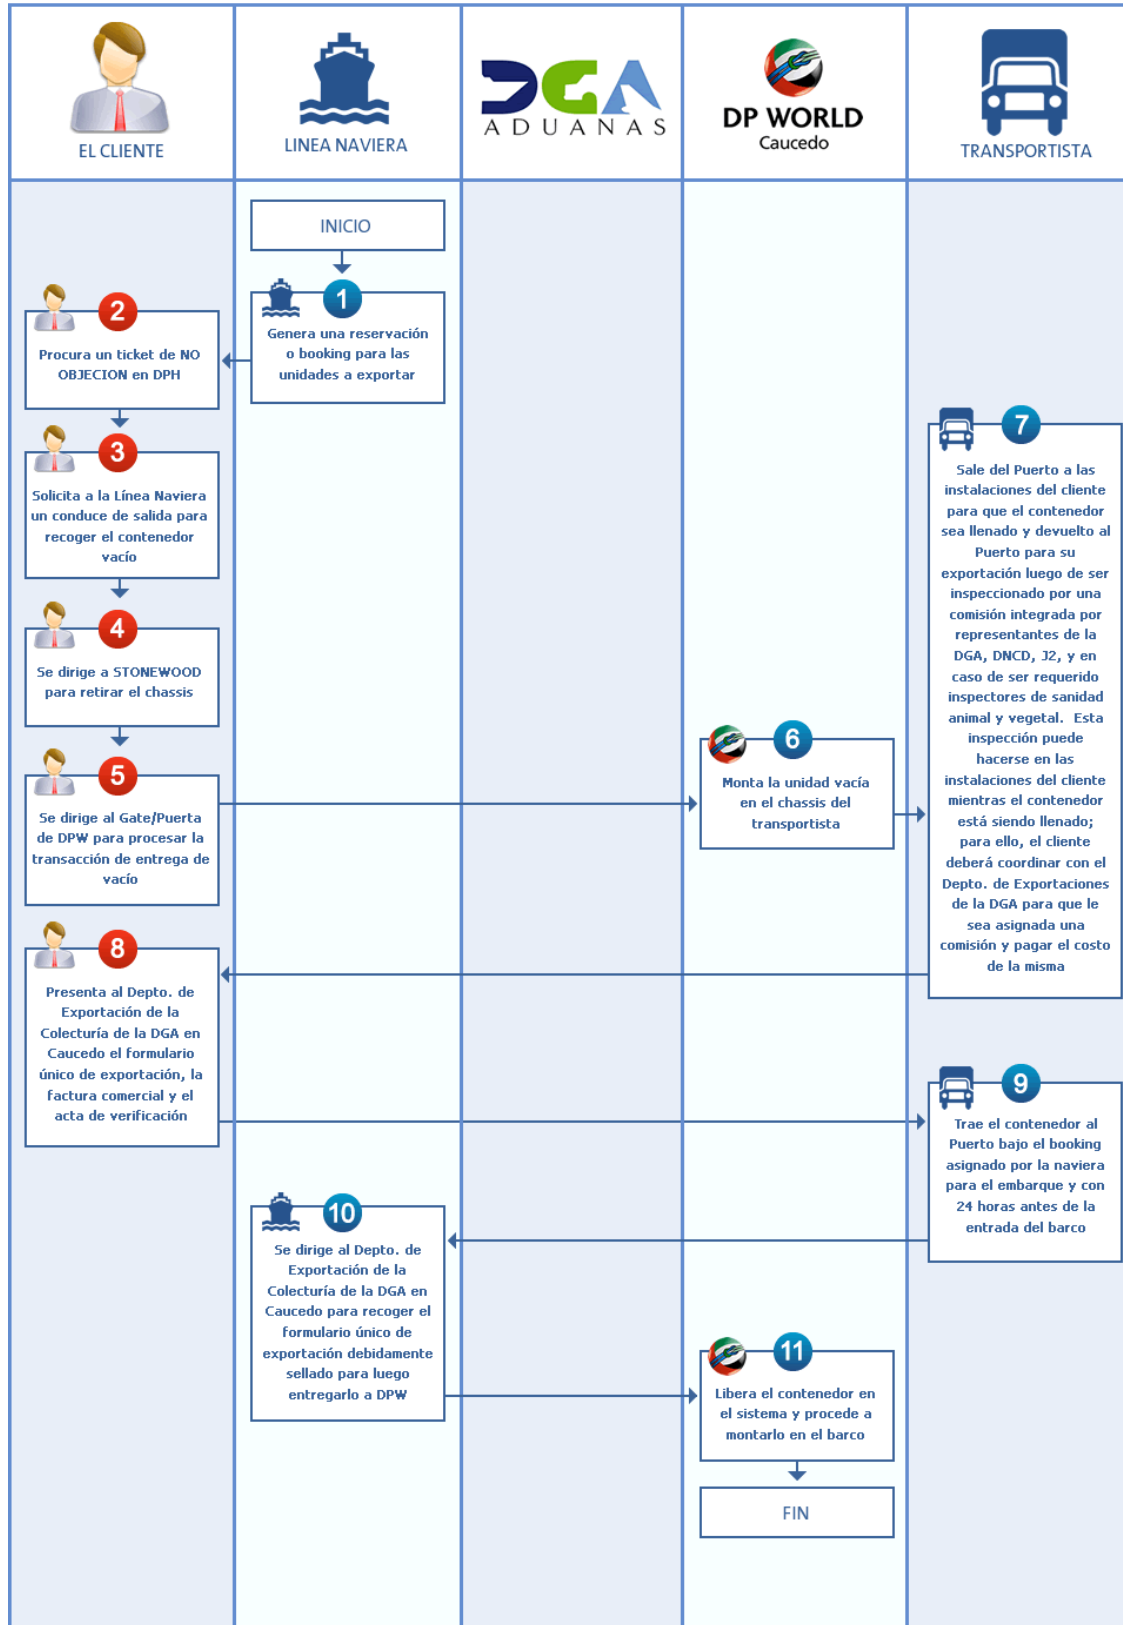 EL CLIENTE
LINEA NAVIERA
DGA
ADUANAS
DP WORLD
Caucedo
TRANSPORTISTA
INICIO
1
Genera una reservación
o booking para las
unidades a exportar
2
Procura un ticket de NO
OBJECION en DPH
3
Solicita a la Línea Naviera
un conduce de salida para
recoger el contenedor
vacío
4
Se dirige a STONEWOOD
para retirar el chassis
5
Se dirige al Gate/Puerta
de DPW para procesar la
transacción de entrega de
vacío
6
Monta la unidad vacía
en el chassis del
transportista
7
Sale del Puerto a las
instalaciones del cliente
para que el contenedor
sea llenado y devuelto al
Puerto para su
exportación luego de ser
inspeccionado por una
comisión integrada por
representantes de la
DGA, DNCD, J2, y en
caso de ser requerido
inspectores de sanidad
animal y vegetal. Esta
inspección puede
hacerse en las
instalaciones del cliente
mientras el contenedor
está siendo llenado;
para ello, el cliente
deberá coordinar con el
Depto. de Exportaciones
de la DGA para que le
sea asignada una
comisión y pagar el costo
de la misma
8
Presenta al Depto. de
Exportación de la
Colecturía de la DGA en
Caucedo el formulario
único de exportación, la
factura comercial y el
acta de verificación
9
Trae el contenedor al
Puerto bajo el booking
asignado por la naviera
para el embarque y con
24 horas antes de la
entrada del barco
10
Se dirige al Depto. de
Exportación de la
Colecturía de la DGA en
Caucedo para recoger el
formulario único de
exportación debidamente
sellado para luego
entregarlo a DPW
11
Libera el contenedor en
el sistema y procede a
montarlo en el barco
FIN